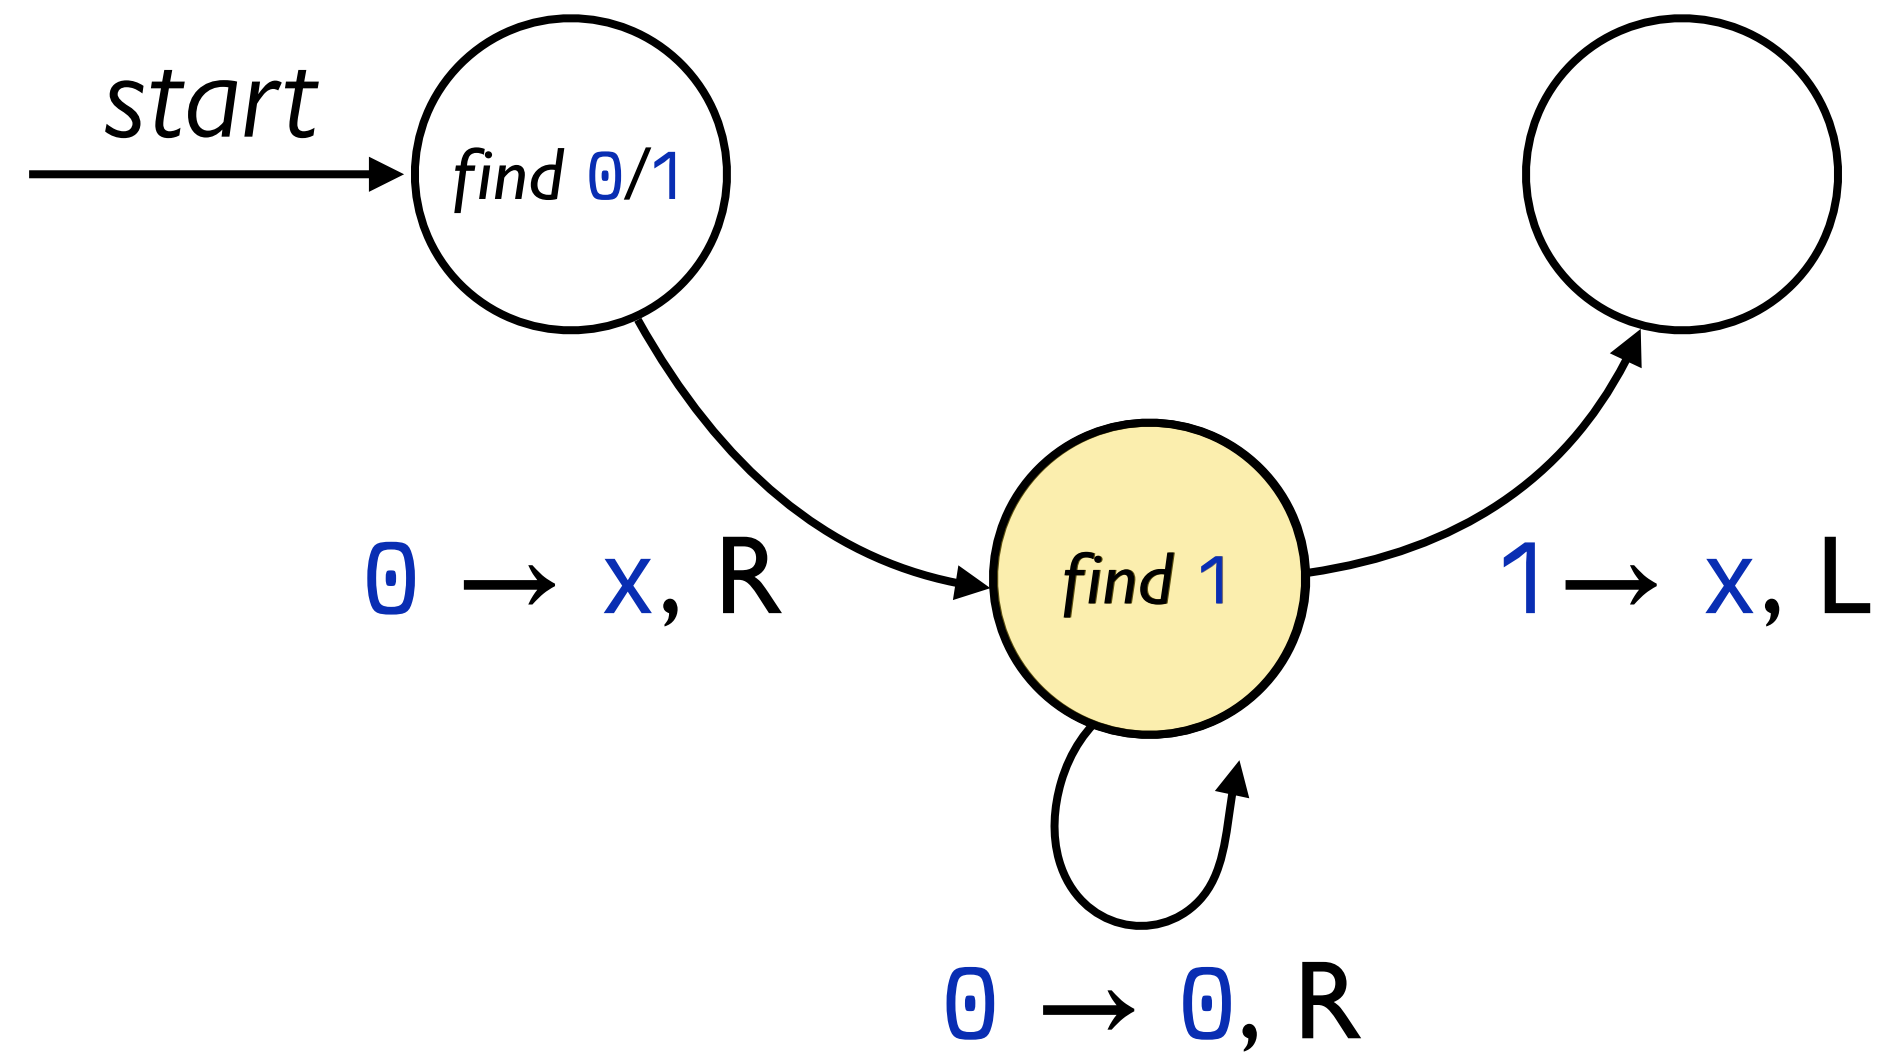 start
find 0/1
0 → x, R
find 1
1 → x, L
0 → 0, R